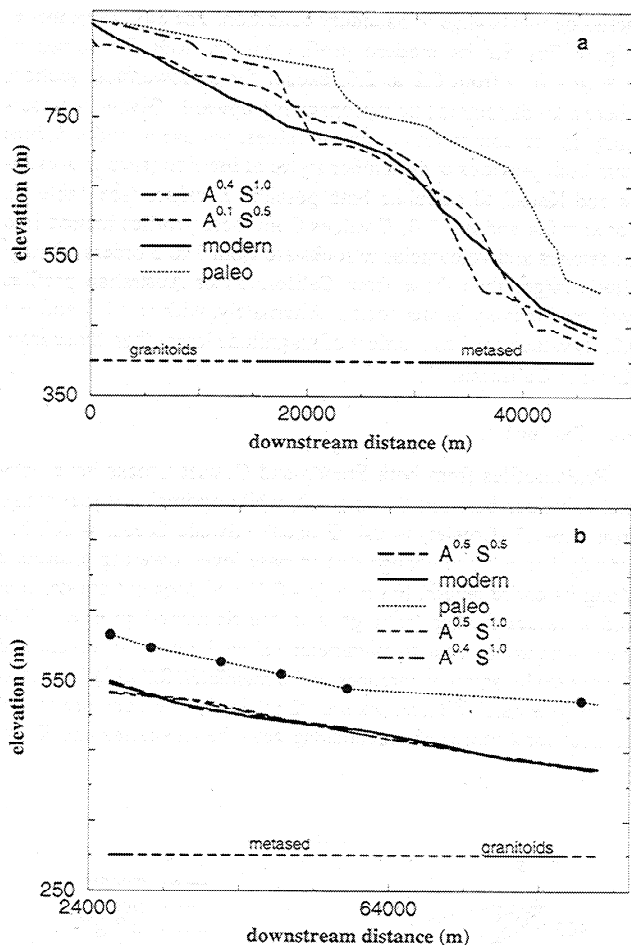 a
750
550
350
elevation (m)
A^0.4 S^1.0
A^0.1 S^0.5
modern
paleo
granitoids metased
0 20000 40000
downstream distance (m)
b
A^0.5 S^0.5
modern
paleo
A^0.5 S^1.0
A^0.4 S^1.0
550
250
elevation (m)
metased granitoids
24000 64000
downstream distance (m)